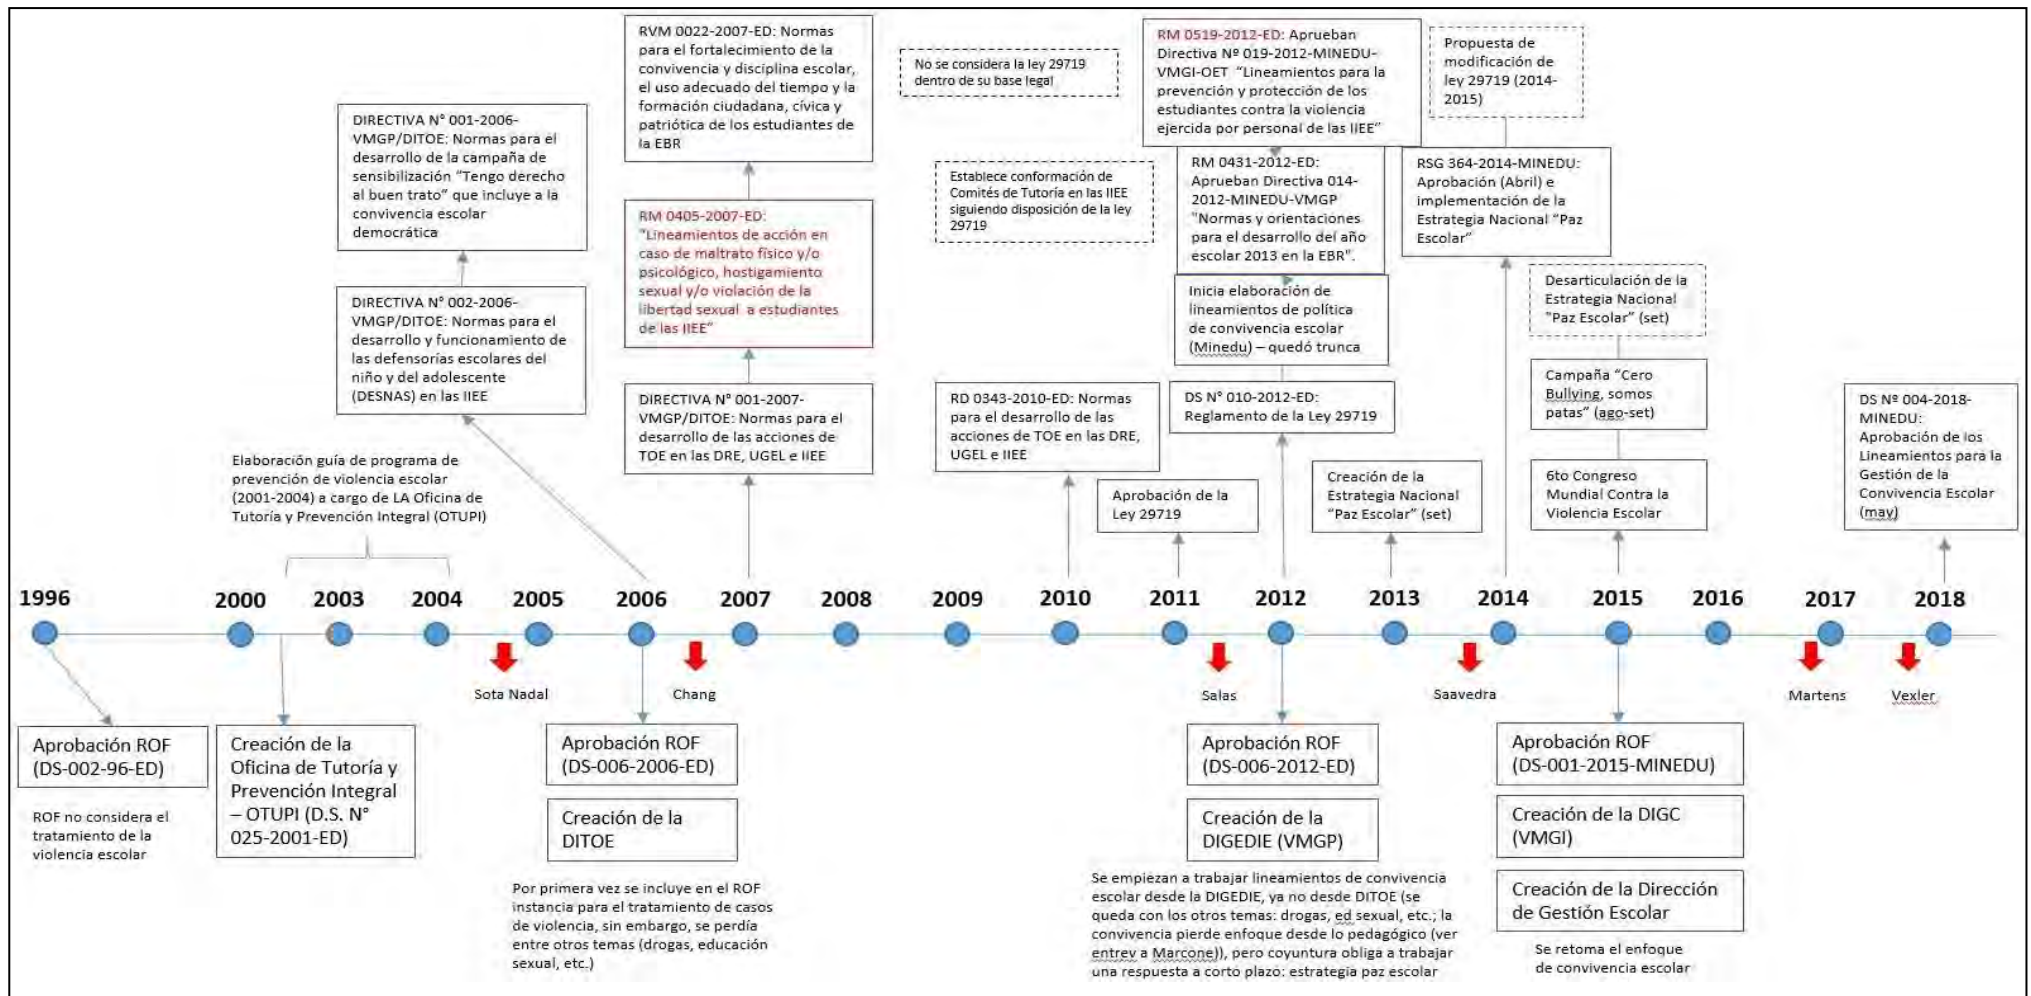 RVM 0022-2007-ED: Normas
para el fortalecimiento de la
convivencia y disciplina escolar,
el uso adecuado del tiempo y la
formación ciudadana, cívica y
patriótica de los estudiantes de
la EBR
No se considera la ley 29719
dentro de su base legal
RM 0519-2012-ED: Aprueban
Directiva Nº 019-2012-MINEDU-
VMGI-OET "Lineamientos para la
prevención y protección de los
estudiantes contra la violencia
ejercida por personal de las IIEE"
Propuesta de
modificación de
ley 29719 (2014-
2015)
DIRECTIVA N° 001-2006-
VMGP/DITOE: Normas para el
desarrollo de la campaña de
sensibilización "Tengo derecho
al buen trato" que incluye a la
convivencia escolar
democrática
Establece conformación de
Comités de Tutoría en las IIEE
siguiendo disposición de la ley
29719
RM 0431-2012-ED:
Aprueban Directiva 014-
2012-MINEDU-VMGP
"Normas y orientaciones
para el desarrollo del año
escolar 2013 en la EBR".
RSG 364-2014-MINEDU:
Aprobación (Abril) e
implementación de la
Estrategia Nacional "Paz
Escolar"
RM 0405-2007-ED:
"Lineamientos de acción en
caso de maltrato físico y/o
psicológico, hostigamiento
sexual y/o violación de la
libertad sexual a estudiantes
de las IIEE"
DIRECTIVA N° 002-2006-
VMGP/DITOE: Normas para el
desarrollo y funcionamiento de
las defensorías escolares del
niño y del adolescente
(DESNAS) en las IIEE
Inicia elaboración de
lineamientos de política
de convivencia escolar
(Minedu) – quedó trunca
Desarticulación de la
Estrategia Nacional
"Paz Escolar" (set)
DIRECTIVA N° 001-2007-
VMGP/DITOE: Normas para el
desarrollo de las acciones de
TOE en las DRE, UGEL e IIEE
RD 0343-2010-ED: Normas
para el desarrollo de las
acciones de TOE en las DRE,
UGEL e IIEE
DS N° 010-2012-ED:
Reglamento de la Ley 29719
Campaña "Cero
Bullying, somos
patas" (ago-set)
DS Nº 004-2018-
MINEDU:
Aprobación de los
Lineamientos para la
Gestión de la
Convivencia Escolar
(may)
Elaboración guía de programa de
prevención de violencia escolar
(2001-2004) a cargo de LA Oficina de
Tutoría y Prevención Integral (OTUPI)
Aprobación de la
Ley 29719
Creación de la
Estrategia Nacional
"Paz Escolar" (set)
6to Congreso
Mundial Contra la
Violencia Escolar
1996 2000 2003 2004 2005 2006 2007 2008 2009 2010 2011 2012 2013 2014 2015 2016 2017 2018
Sota Nadal Chang Salas Saavedra Martens Vexler
Aprobación ROF
(DS-002-96-ED)
ROF no considera el
tratamiento de la
violencia escolar
Creación de la
Oficina de Tutoría y
Prevención Integral
– OTUPI (D.S. N°
025-2001-ED)
Aprobación ROF
(DS-006-2006-ED)
Creación de la
DITOE
Por primera vez se incluye en el ROF
instancia para el tratamiento de casos
de violencia, sin embargo, se perdía
entre otros temas (drogas, educación
sexual, etc.)
Aprobación ROF
(DS-006-2012-ED)
Creación de la
DIGEDIE (VMGP)
Se empiezan a trabajar lineamientos de convivencia
escolar desde la DIGEDIE, ya no desde DITOE (se
queda con los otros temas: drogas, ed sexual, etc.; la
convivencia pierde enfoque desde lo pedagógico (ver
entrev a Marcone)), pero coyuntura obliga a trabajar
una respuesta a corto plazo: estrategia paz escolar
Aprobación ROF
(DS-001-2015-MINEDU)
Creación de la DIGC
(VMGI)
Creación de la Dirección
de Gestión Escolar
Se retoma el enfoque
de convivencia escolar